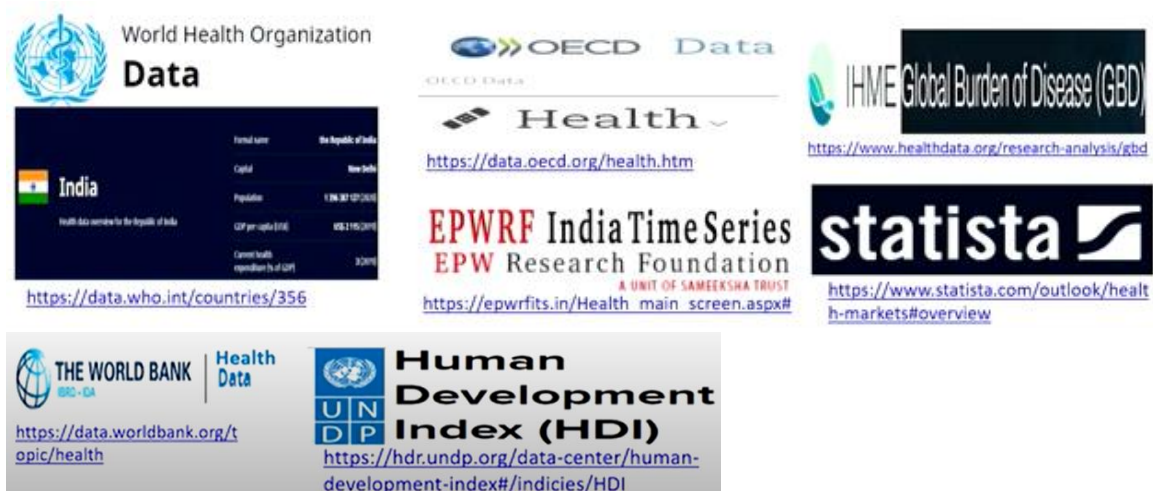 World Health Organization
Data
India
Health data overview for the Republic of India
Formal name the Republic of India
Capital New Delhi
Population
GDP per capita (US$)
Current health
expenditure (% of GDP)
https://data.who.int/countries/356
OECD Data
OECD Data
Health
https://data.oecd.org/health.htm
IHME Global Burden of Disease (GBD)
https://www.healthdata.org/research-analysis/gbd
EPWRF India Time Series
EPW Research Foundation
A UNIT OF SAMEEKSHA TRUST
https://epwrfits.in/Health_main_screen.aspx#
statista
https://www.statista.com/outlook/healt
h-markets#overview
THE WORLD BANK
IBRD - IDA
Health
Data
https://data.worldbank.org/t
opic/health
U N
D P
Human
Development
Index (HDI)
https://hdr.undp.org/data-center/human-
development-index#/indicies/HDI